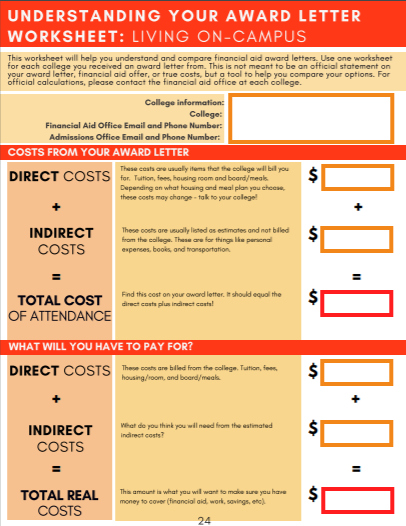 UNDERSTANDING YOUR AWARD LETTER
WORKSHEET: LIVING ON-CAMPUS
This worksheet will help you understand and compare financial aid award letters. Use one worksheet
for each college you received an award letter from. This is not meant to be an official statement on
your award letter, financial aid offer, or true costs, but a tool to help you compare your options. For
official calculations, please contact the financial aid office at each college.
College information:
College:
Financial Aid Office Email and Phone Number:
Admissions Office Email and Phone Number:
COSTS FROM YOUR AWARD LETTER
DIRECT COSTS
These costs are usually items that the college will bill you
for. Tuition, fees, housing room and board/meals.
Depending on what housing and meal plan you choose,
these costs may change - talk to your college!
$
+
+
INDIRECT
COSTS
These costs are usually listed as estimates and not billed
from the college. These are for things like personal
expenses, books, and transportation.
$
=
=
TOTAL COST
OF ATTENDANCE
Find this cost on your award letter. It should equal the
direct costs plus indirect costs!
$
WHAT WILL YOU HAVE TO PAY FOR?
DIRECT COSTS
These costs are billed from the college. Tuition, fees,
housing/room, and board/meals.
$
+
+
INDIRECT
COSTS
What do you think you will need from the estimated
indirect costs?
$
=
=
TOTAL REAL
COSTS
This amount is what you will want to make sure you have
money to cover (financial aid, work, savings, etc).
$
24